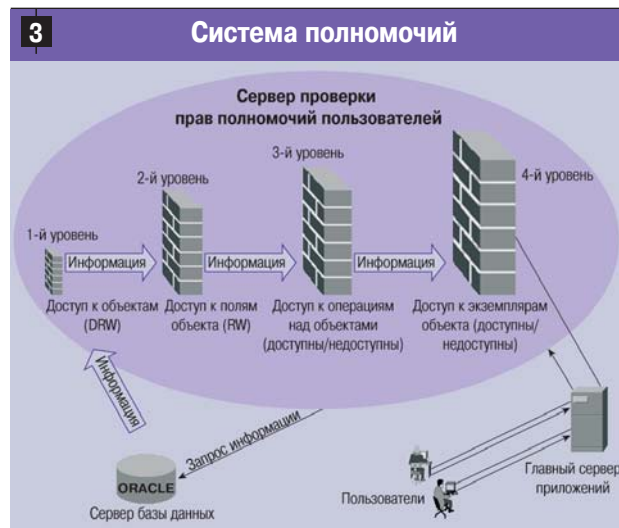 3
Система полномочий
Сервер проверки
прав полномочий пользователей
1-й уровень
2-й уровень
3-й уровень
4-й уровень
Информация
Информация
Информация
Доступ к объектам
(DRW)
Доступ к полям
объекта (RW)
Доступ к операциям
над объектами
(доступны/недоступны)
Доступ к экземплярам
объекта (доступны/
недоступны)
Информация
Запрос информации
ORACLE
Сервер базы данных
Пользователи
Главный сервер
приложений